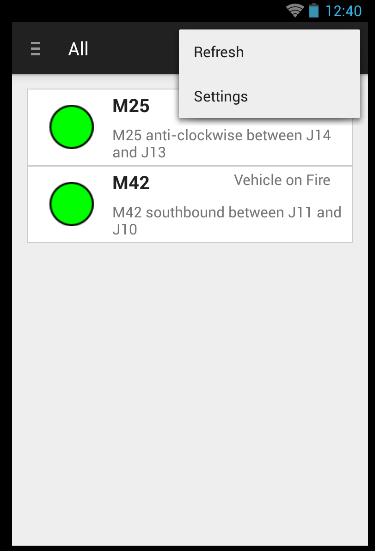 12:40
All
Refresh
Settings
M25
M25 anti-clockwise between J14
and J13
M42 Vehicle on Fire
M42 southbound between J11 and
J10